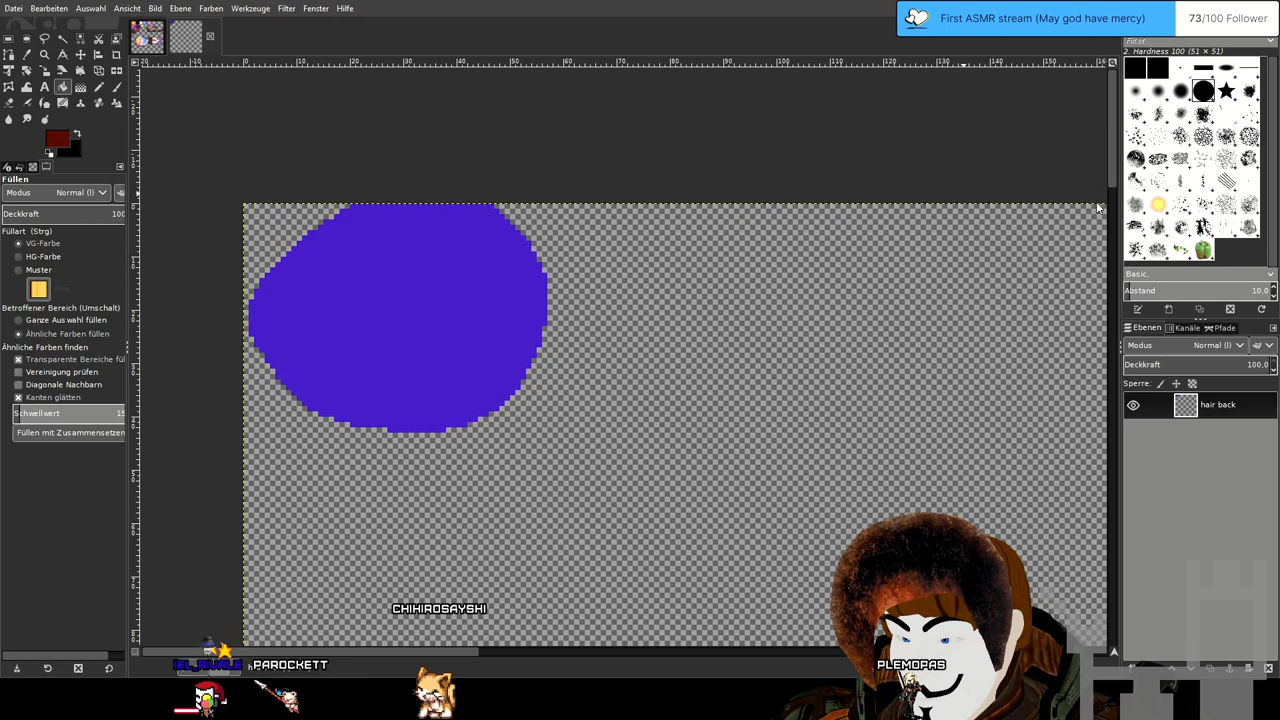 Datei Bearbeiten Auswahl Ansicht Bild Ebene Farben Werkzeuge Filter Fenster Hilfe
First ASMR stream (May god have mercy) 73/100 Follower
Filter
2. Hardness 100 (51 × 51)
Füllen
Modus Normal (l)
Deckkraft 100
Füllart (Strg)
VG-Farbe
HG-Farbe
Muster
Betroffener Bereich (Umschalt)
Ganze Auswahl füllen
Ähnliche Farben füllen
Ähnliche Farben finden
Transparente Bereiche fül
Vereinigung prüfen
Diagonale Nachbarn
Kanten glätten
Schwellwert 15
Füllen mit Zusammensetzen
Basic,
Abstand 10,0
Ebenen Kanäle Pfade
Modus Normal (l)
Deckkraft 100,0
Sperre:
hair back
CHIHIROSAYSHI
PAROCKETT
PLEMOPAS